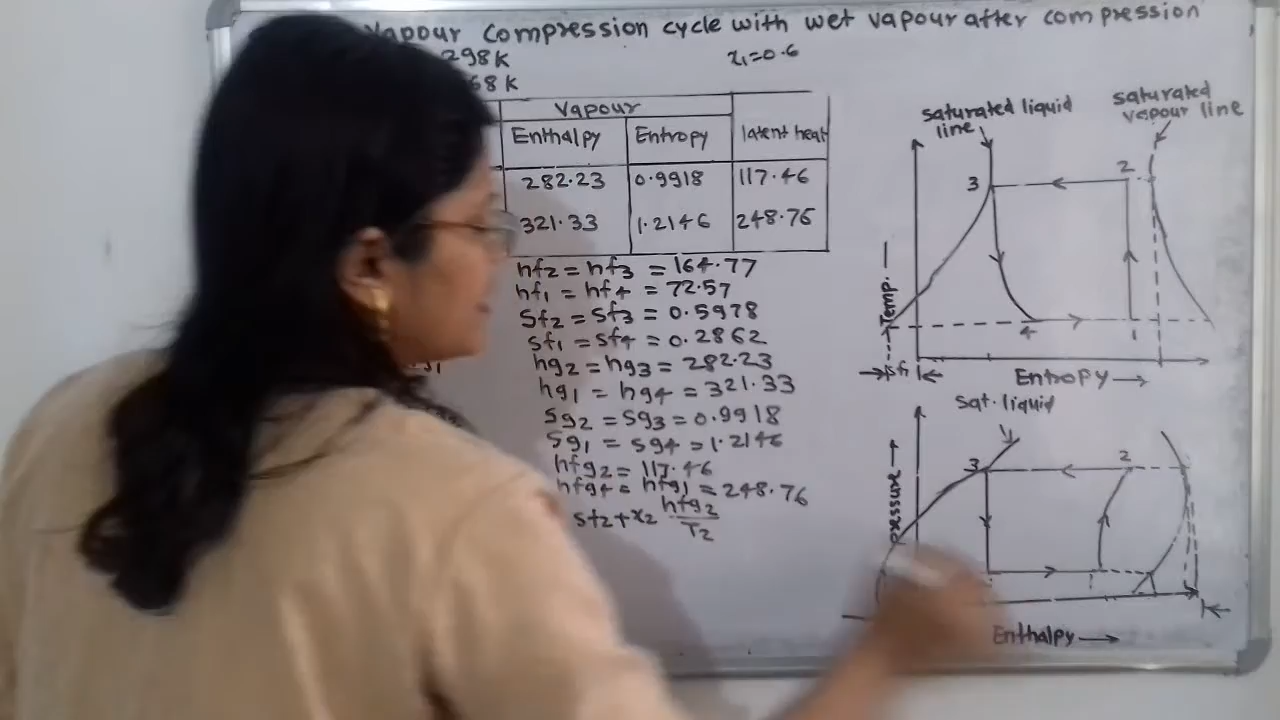 Vapour compression cycle with wet vapour after compression
298K
68K
x₁=0.6
Vapour
Enthalpy Entropy latent heat
282.23 0.9918 117.46
321.33 1.2146 248.76
hf₂ = hf₃ = 164.77
hf₁ = hf₄ = 72.57
sf₂ = sf₃ = 0.5978
sf₁ = sf₄ = 0.2862
hg₂ = hg₃ = 282.23
hg₁ = hg₄ = 321.33
sg₂ = sg₃ = 0.9918
sg₁ = sg₄ = 1.2146
hfg₂ = 117.46
hfg₄ = hfg₁ = 248.76
sf₂ + x₂ hfg₂
T₂
saturated liquid
line
saturated
vapour line
3
2
Temp.
4
1
sf₁
Entropy
Sat. liquid
3
2
Pressure
1
Enthalpy